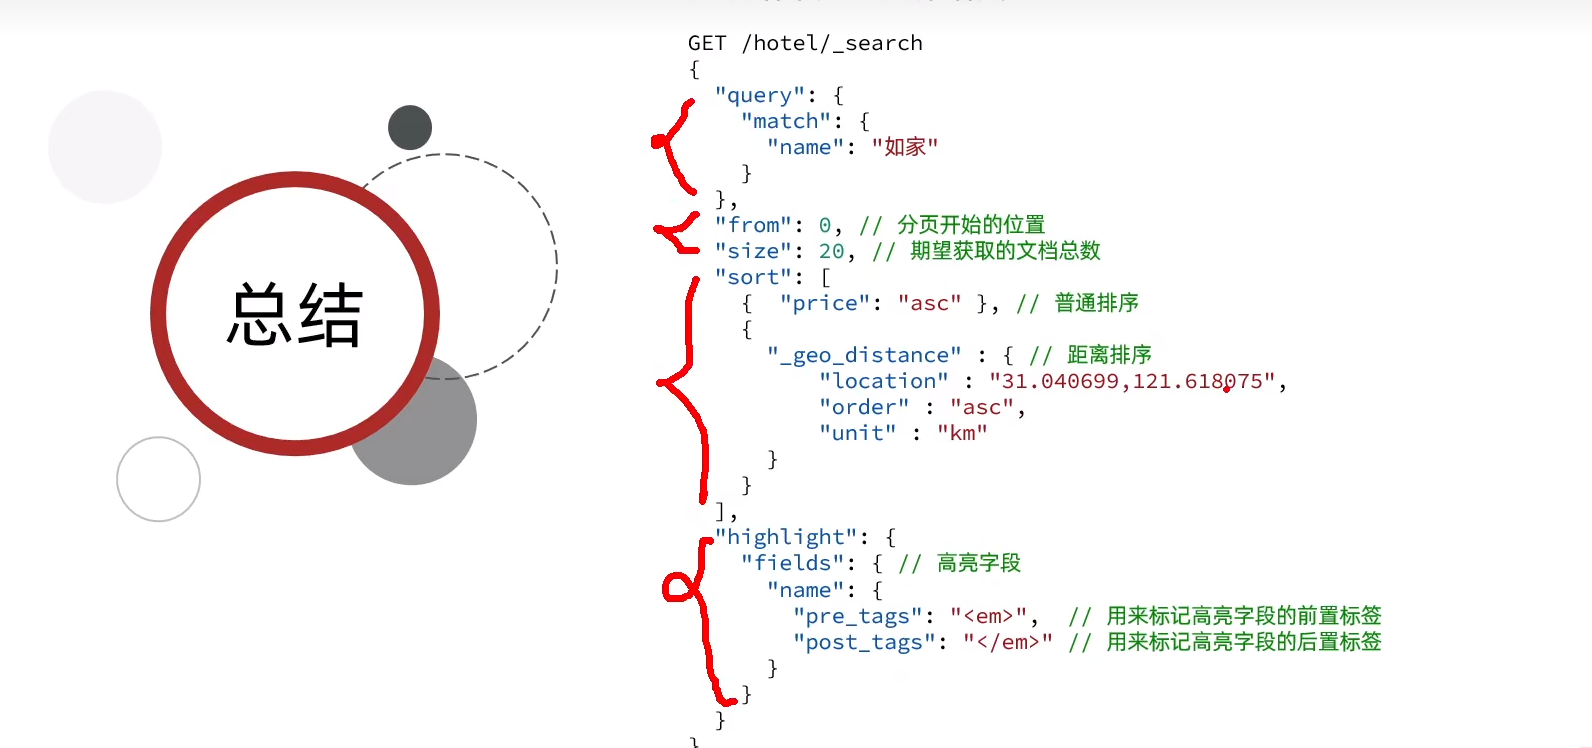 总结
GET /hotel/_search
{
  "query": {
    "match": {
      "name": "如家"
    }
  },
  "from": 0, // 分页开始的位置
  "size": 20, // 期望获取的文档总数
  "sort": [
    {  "price": "asc" }, // 普通排序
    {
      "_geo_distance" : { // 距离排序
          "location" : "31.040699,121.618075",
          "order" : "asc",
          "unit" : "km"
      }
    }
  ],
  "highlight": {
    "fields": { // 高亮字段
      "name": {
        "pre_tags": "<em>",  // 用来标记高亮字段的前置标签
        "post_tags": "</em>" // 用来标记高亮字段的后置标签
      }
    }
  }
}